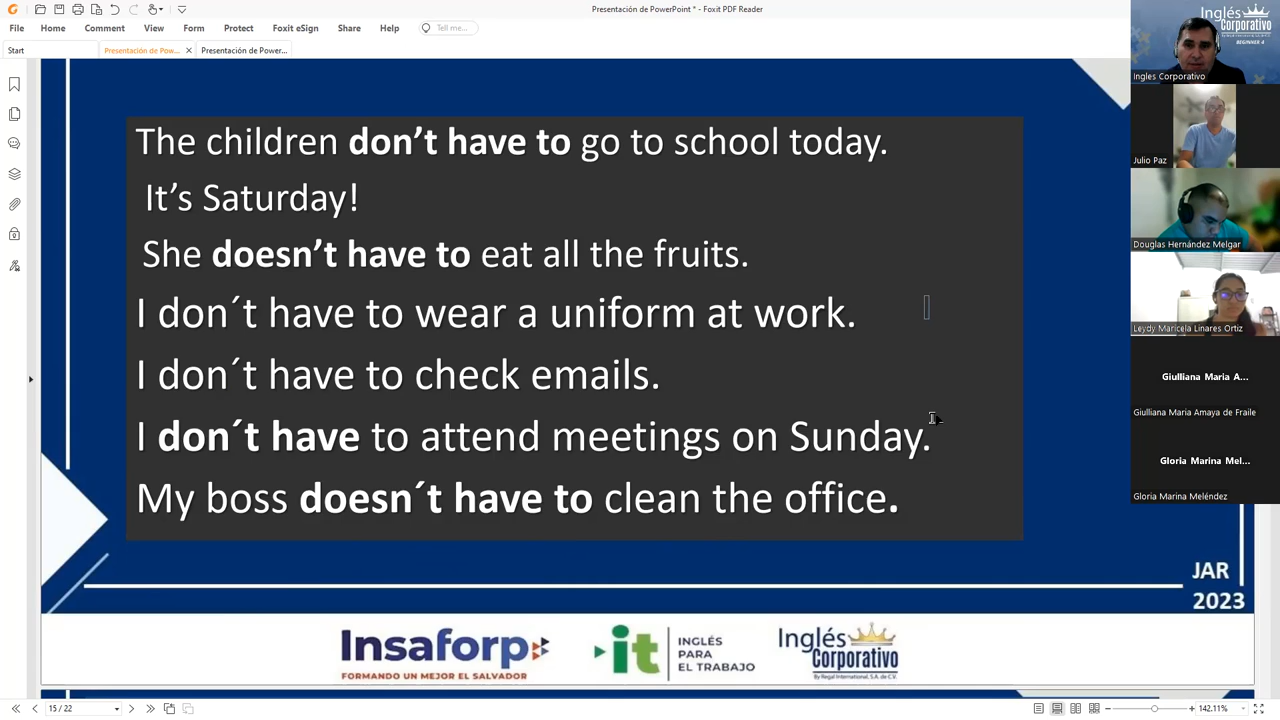 Presentación de PowerPoint * - Foxit PDF Reader
File Home Comment View Form Protect Foxit eSign Share Help Tell me...
Start Presentación de Pow... Presentación de Power...
The children don’t have to go to school today.
It’s Saturday!
She doesn’t have to eat all the fruits.
I don´t have to wear a uniform at work.
I don´t have to check emails.
I don´t have to attend meetings on Sunday.
My boss doesn´t have to clean the office.
JAR
2023
Insaforp
FORMANDO UN MEJOR EL SALVADOR
it
INGLÉS
PARA
EL TRABAJO
Inglés
Corporativo
By Regal International, S.A. de C.V.
Inglés
Corporativo
BEGINNER 4
Ingles Corporativo
Julio Paz
Douglas Hernández Melgar
Leydy Maricela Linares Ortiz
Giulliana Maria A...
Giulliana Maria Amaya de Fraile
Gloria Marina Mel...
Gloria Marina Meléndez
15 / 22
142.11%